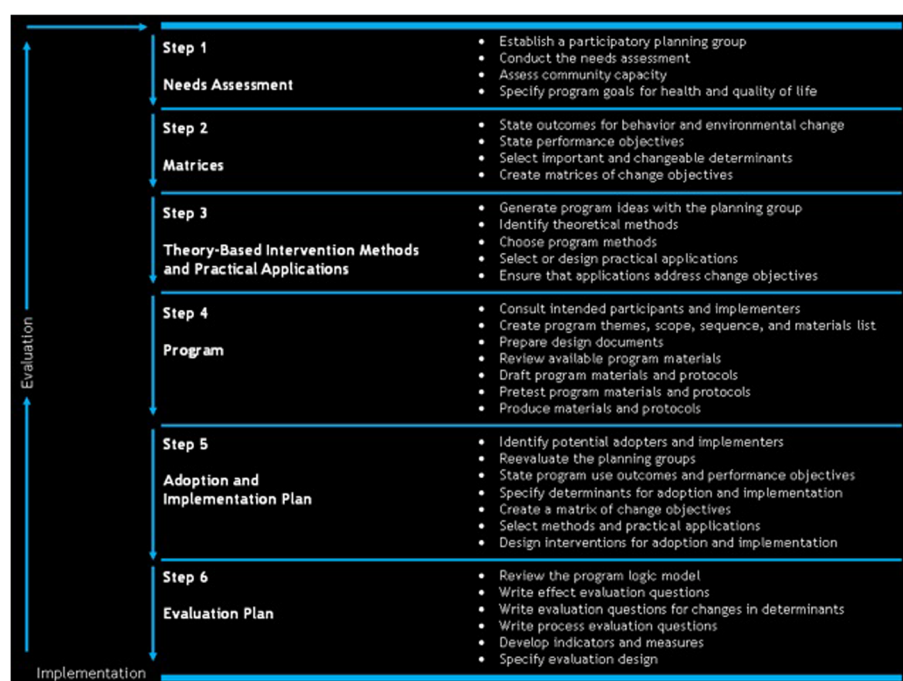 Step 1
Needs Assessment
• Establish a participatory planning group
• Conduct the needs assessment
• Assess community capacity
• Specify program goals for health and quality of life
Step 2
Matrices
• State outcomes for behavior and environmental change
• State performance objectives
• Select important and changeable determinants
• Create matrices of change objectives
Step 3
Theory-Based Intervention Methods
and Practical Applications
• Generate program ideas with the planning group
• Identify theoretical methods
• Choose program methods
• Select or design practical applications
• Ensure that applications address change objectives
Step 4
Program
• Consult intended participants and implementers
• Create program themes, scope, sequence, and materials list
• Prepare design documents
• Review available program materials
• Draft program materials and protocols
• Pretest program materials and protocols
• Produce materials and protocols
Step 5
Adoption and
Implementation Plan
• Identify potential adopters and implementers
• Reevaluate the planning groups
• State program use outcomes and performance objectives
• Specify determinants for adoption and implementation
• Create a matrix of change objectives
• Select methods and practical applications
• Design interventions for adoption and implementation
Step 6
Evaluation Plan
• Review the program logic model
• Write effect evaluation questions
• Write evaluation questions for changes in determinants
• Write process evaluation questions
• Develop indicators and measures
• Specify evaluation design
Evaluation
Implementation